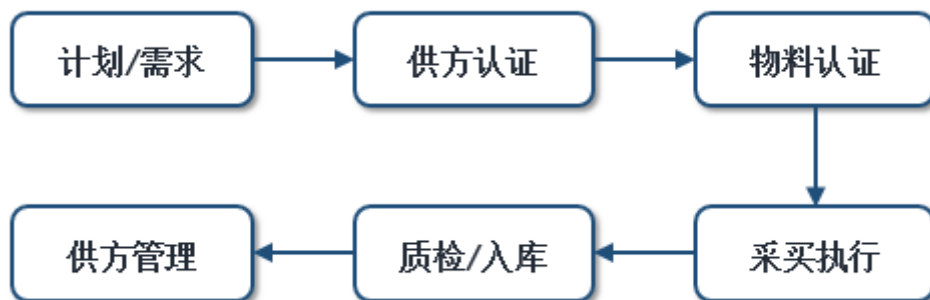 计划/需求
供方认证
物料认证
采买执行
质检/入库
供方管理